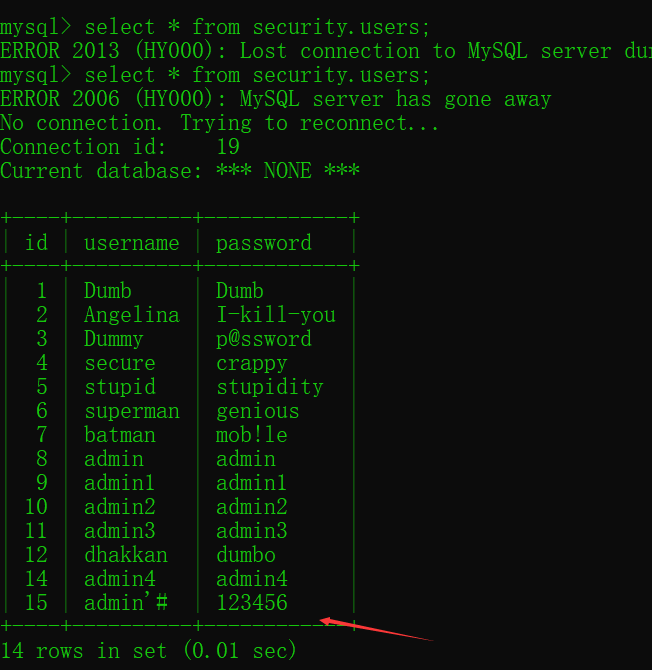 mysql> select * from security.users;
ERROR 2013 (HY000): Lost connection to MySQL server dur
mysql> select * from security.users;
ERROR 2006 (HY000): MySQL server has gone away
No connection. Trying to reconnect...
Connection id:    19
Current database: *** NONE ***
+----+----------+------------+
| id | username | password   |
+----+----------+------------+
|  1 | Dumb     | Dumb       |
|  2 | Angelina | I-kill-you |
|  3 | Dummy    | p@ssword   |
|  4 | secure   | crappy     |
|  5 | stupid   | stupidity  |
|  6 | superman | genious    |
|  7 | batman   | mob!le     |
|  8 | admin    | admin      |
|  9 | admin1   | admin1     |
| 10 | admin2   | admin2     |
| 11 | admin3   | admin3     |
| 12 | dhakkan  | dumbo      |
| 14 | admin4   | admin4     |
| 15 | admin'#  | 123456     |
+----+----------+------------+
14 rows in set (0.01 sec)